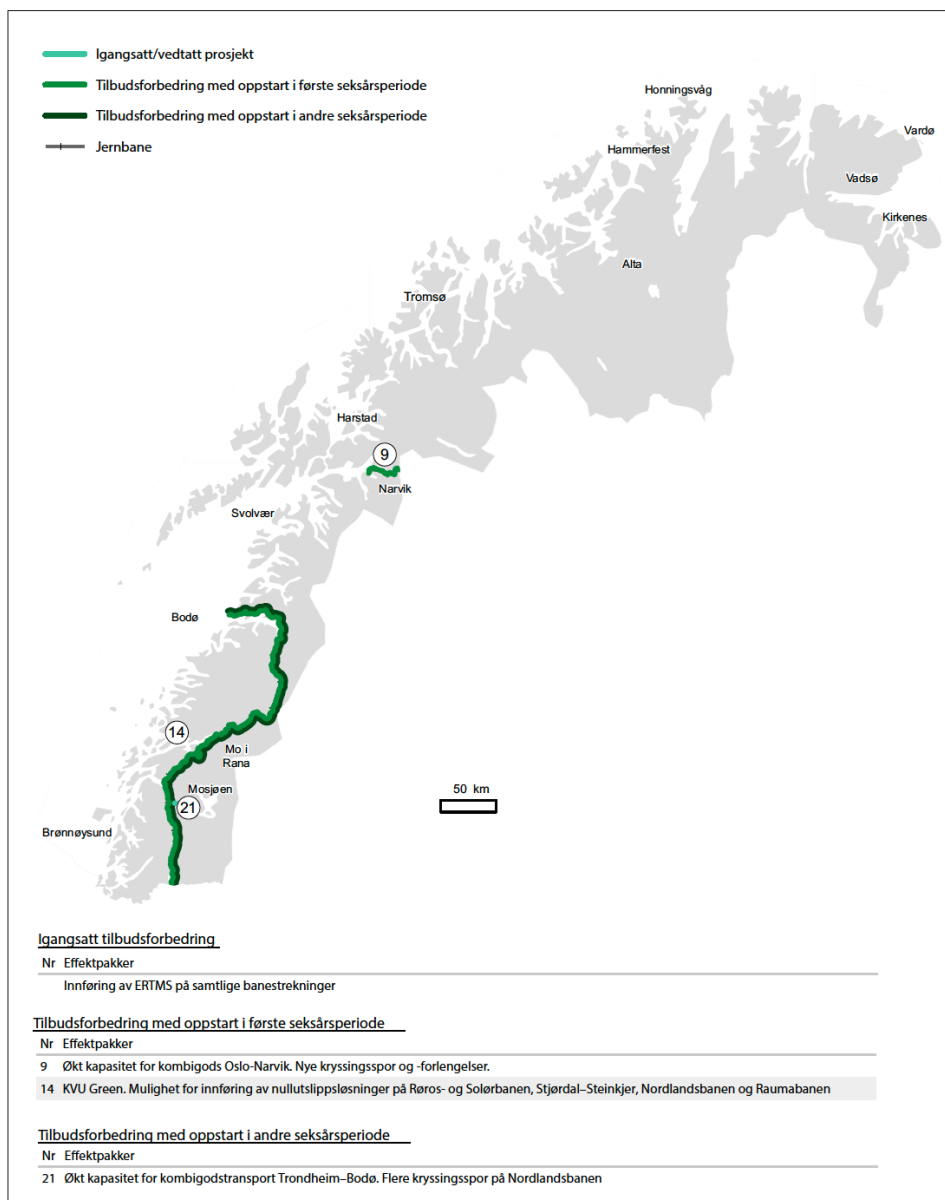 Igangsatt/vedtatt prosjekt
Tilbudsforbedring med oppstart i første seksårsperiode
Tilbudsforbedring med oppstart i andre seksårsperiode
Jernbane
Honningsvåg
Vardø
Hammerfest
Vadsø
Kirkenes
Alta
Tromsø
Harstad
9
Narvik
Svolvær
Bodø
14
Mo i
Rana
Mosjøen
50 km
21
Brønnøysund
Igangsatt tilbudsforbedring
Nr Effektpakker
Innføring av ERTMS på samtlige banestrekninger
Tilbudsforbedring med oppstart i første seksårsperiode
Nr Effektpakker
9 Økt kapasitet for kombigods Oslo-Narvik. Nye kryssingsspor og -forlengelser.
14 KVU Green. Mulighet for innføring av nullutslippsløsninger på Røros- og Solørbanen, Stjørdal–Steinkjer, Nordlandsbanen og Raumabanen
Tilbudsforbedring med oppstart i andre seksårsperiode
Nr Effektpakker
21 Økt kapasitet for kombigodstransport Trondheim–Bodø. Flere kryssingsspor på Nordlandsbanen